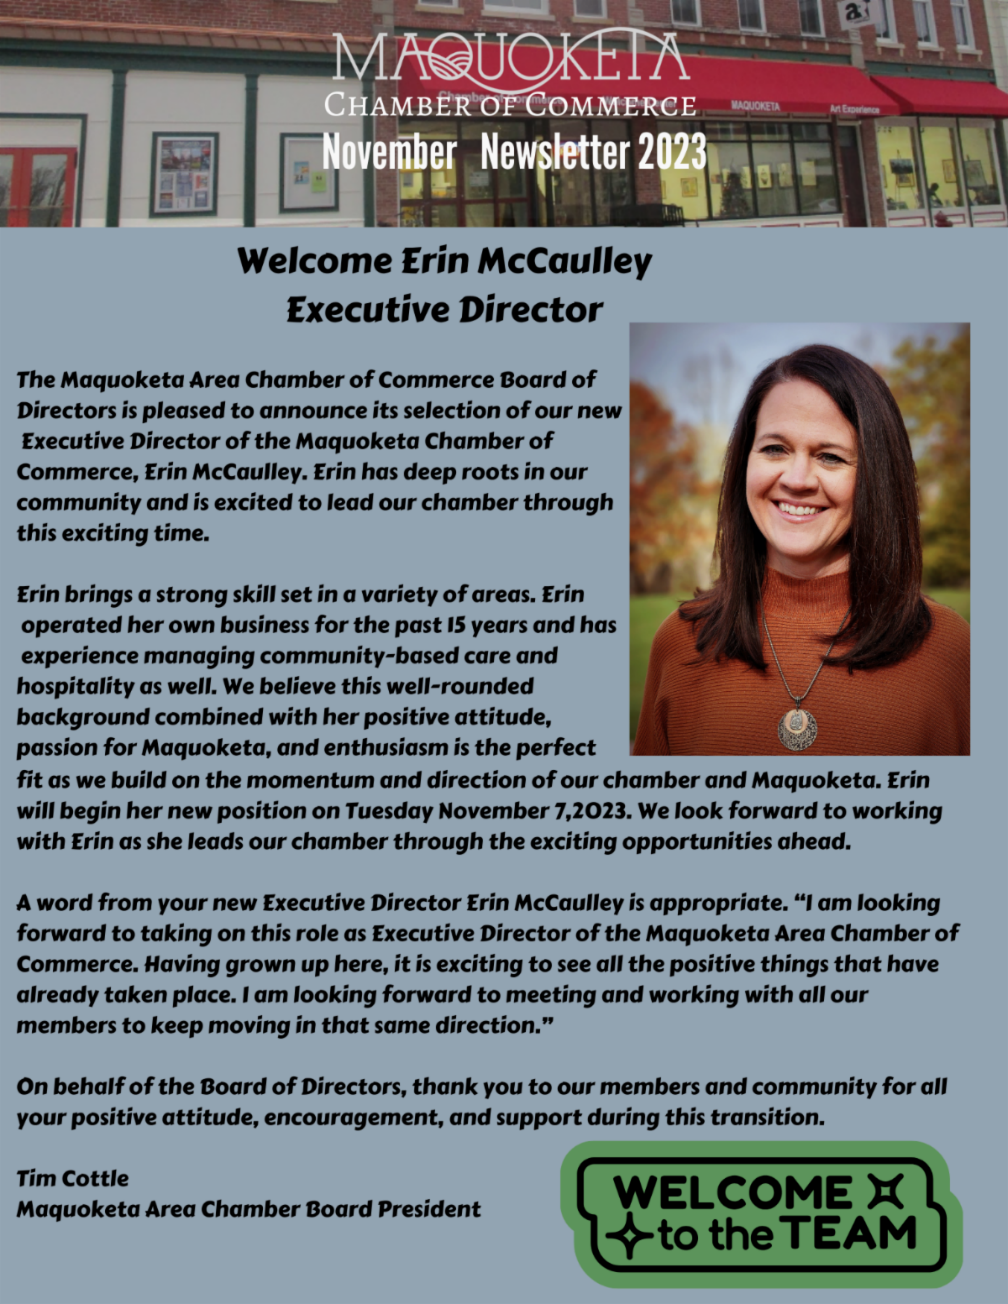 MAQUOKETA
CHAMBER OF COMMERCE
November Newsletter 2023
MAQUOKETA
Art Experience
Welcome Erin McCaulley
Executive Director
The Maquoketa Area Chamber of Commerce Board of
Directors is pleased to announce its selection of our new
Executive Director of the Maquoketa Chamber of
Commerce, Erin McCaulley. Erin has deep roots in our
community and is excited to lead our chamber through
this exciting time.
Erin brings a strong skill set in a variety of areas. Erin
operated her own business for the past 15 years and has
experience managing community-based care and
hospitality as well. We believe this well-rounded
background combined with her positive attitude,
passion for Maquoketa, and enthusiasm is the perfect
fit as we build on the momentum and direction of our chamber and Maquoketa. Erin
will begin her new position on Tuesday November 7,2023. We look forward to working
with Erin as she leads our chamber through the exciting opportunities ahead.
A word from your new Executive Director Erin McCaulley is appropriate. “I am looking
forward to taking on this role as Executive Director of the Maquoketa Area Chamber of
Commerce. Having grown up here, it is exciting to see all the positive things that have
already taken place. I am looking forward to meeting and working with all our
members to keep moving in that same direction.”
On behalf of the Board of Directors, thank you to our members and community for all
your positive attitude, encouragement, and support during this transition.
Tim Cottle
Maquoketa Area Chamber Board President
WELCOME
to the TEAM